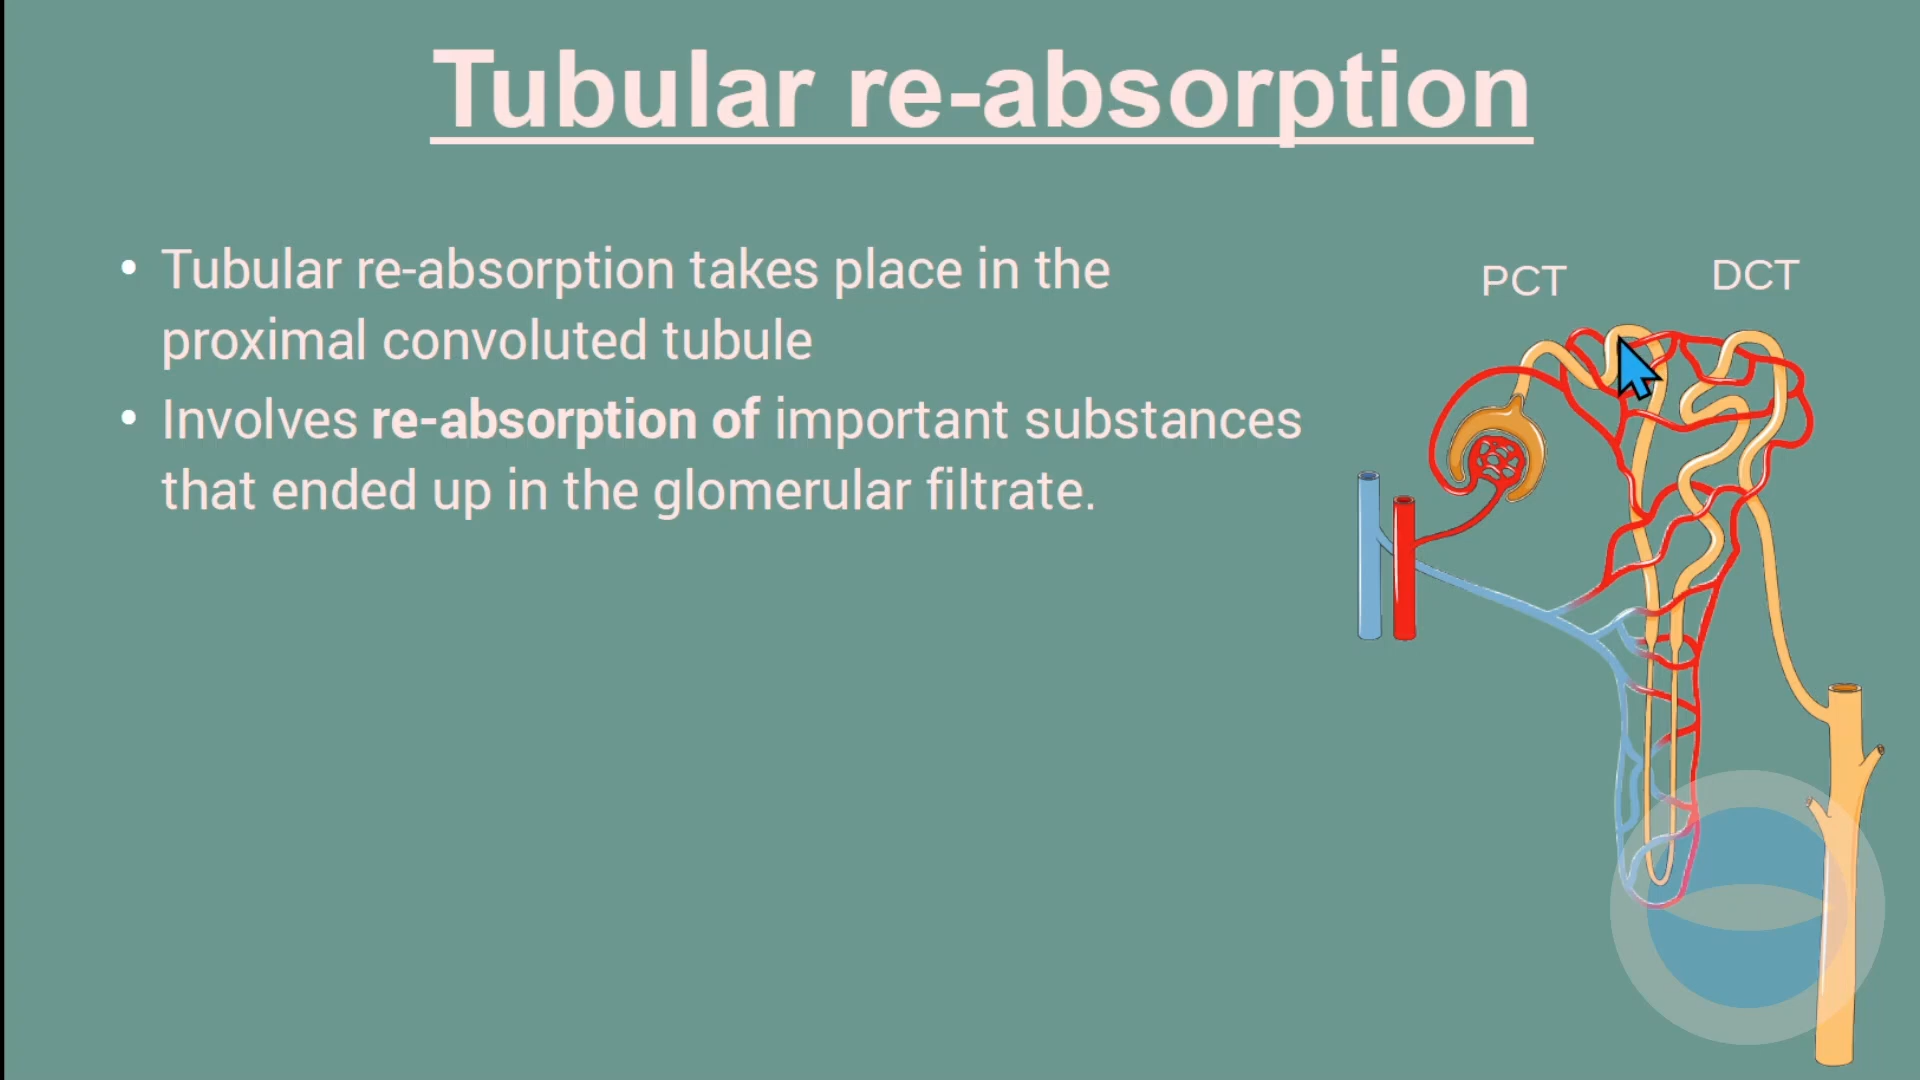 Tubular re-absorption
• Tubular re-absorption takes place in the
proximal convoluted tubule
• Involves re-absorption of important substances
that ended up in the glomerular filtrate.
PCT
DCT